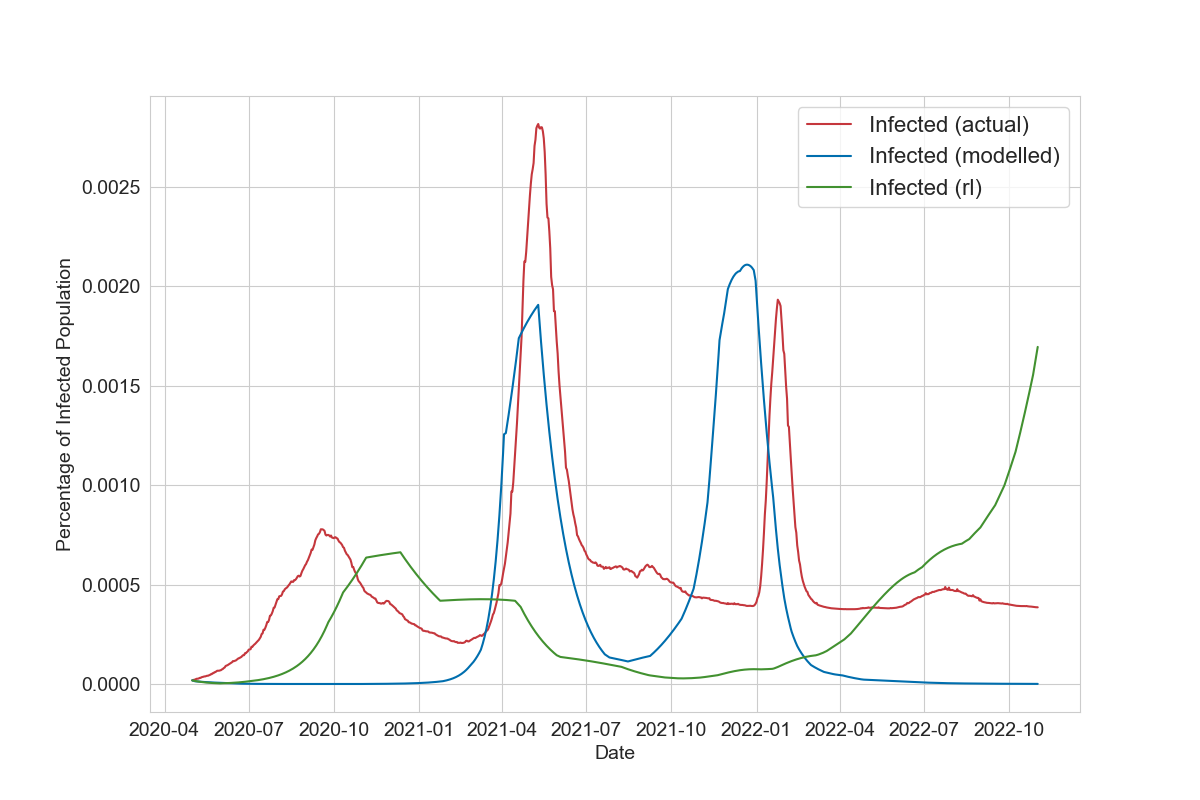 Infected (actual)
Infected (modelled)
Infected (rl)
Percentage of Infected Population
0.0025
0.0020
0.0015
0.0010
0.0005
0.0000
2020-04 2020-07 2020-10 2021-01 2021-04 2021-07 2021-10 2022-01 2022-04 2022-07 2022-10
Date